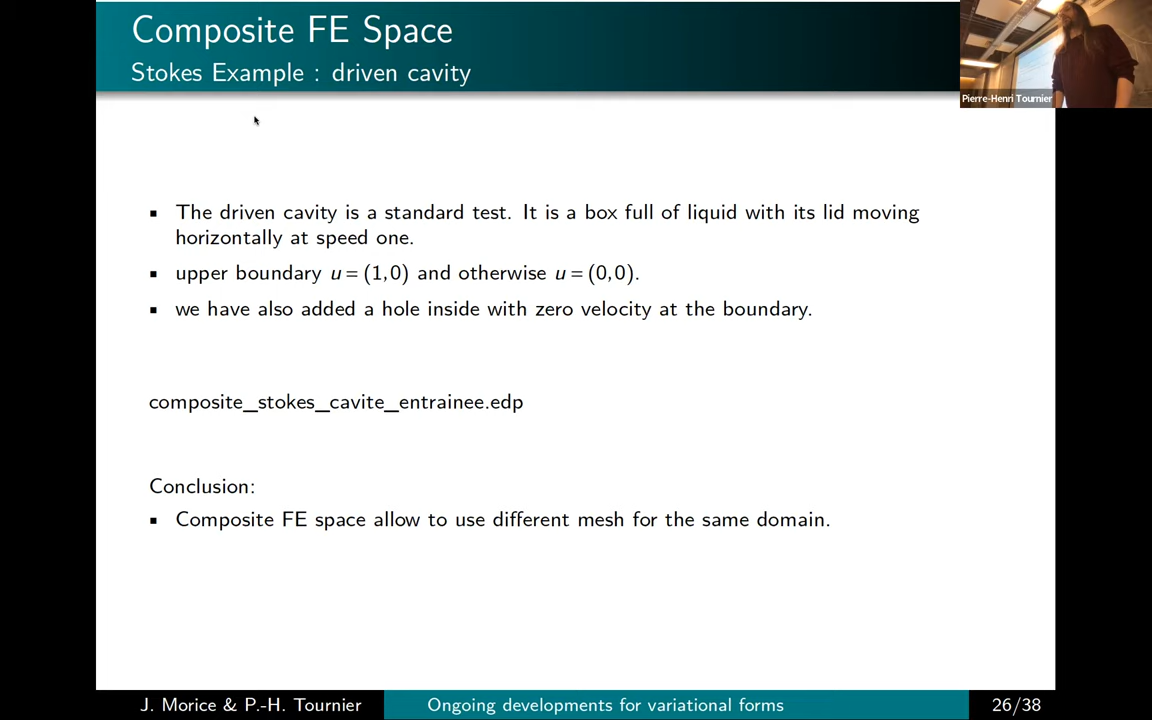 Composite FE Space
Stokes Example : driven cavity
Pierre-Henri Tournier
▪ The driven cavity is a standard test. It is a box full of liquid with its lid moving
horizontally at speed one.
▪ upper boundary u = (1,0) and otherwise u = (0,0).
▪ we have also added a hole inside with zero velocity at the boundary.
composite_stokes_cavite_entrainee.edp
Conclusion:
▪ Composite FE space allow to use different mesh for the same domain.
J. Morice & P.-H. Tournier
Ongoing developments for variational forms
26/38